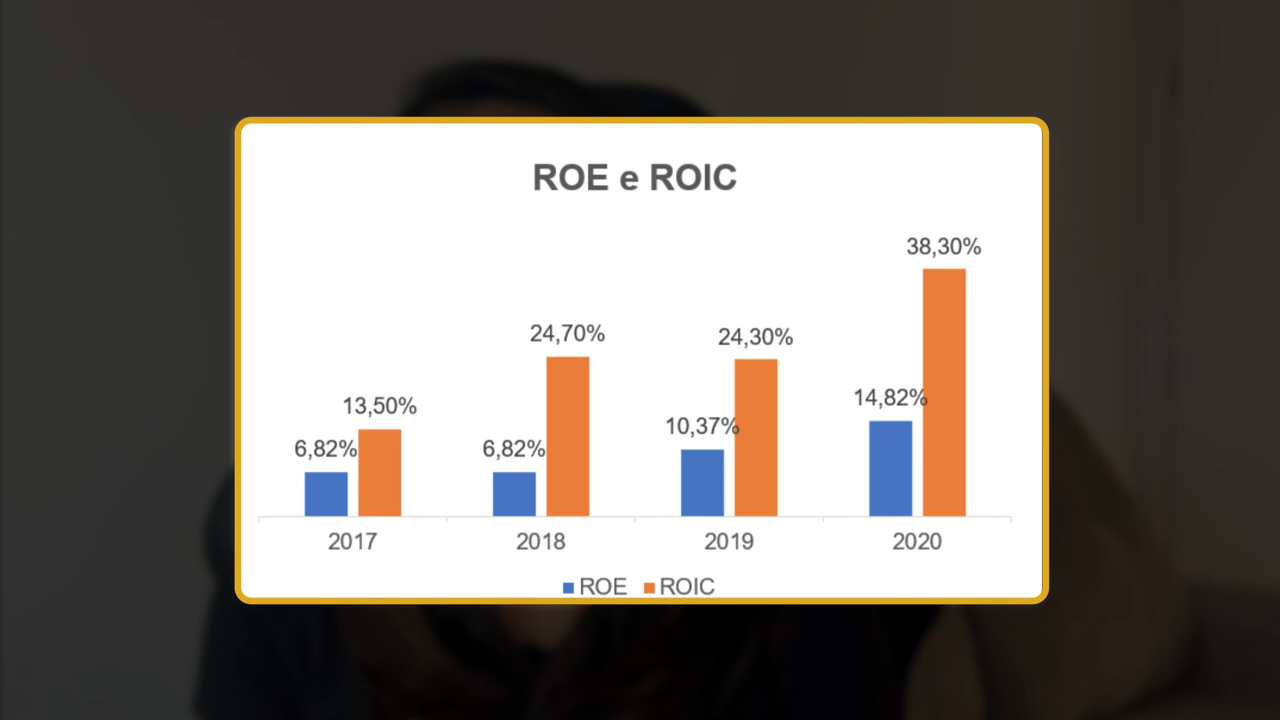 ROE e ROIC
38,30%
24,70%
24,30%
14,82%
13,50%
10,37%
6,82%
6,82%
2017 2018 2019 2020
ROE ROIC